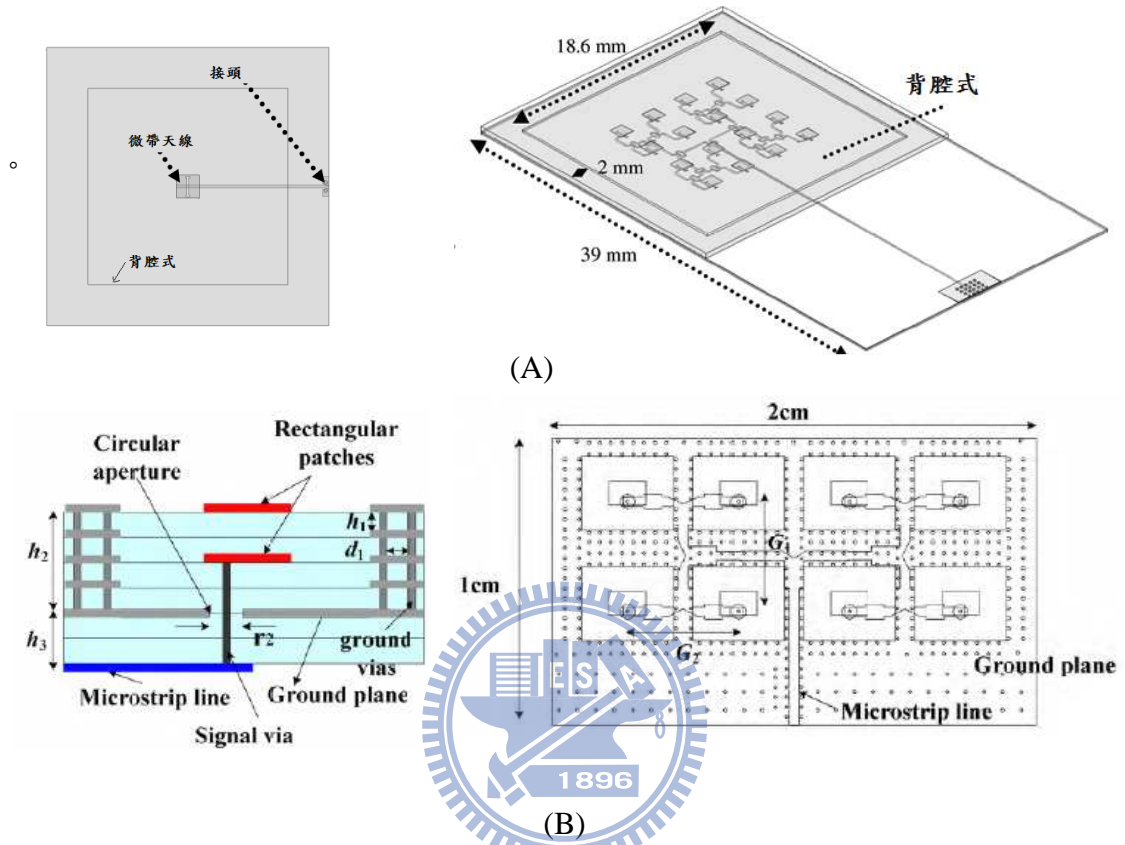 接頭
微帶天線
背腔式
。
18.6 mm
背腔式
2 mm
39 mm
(A)
Circular
aperture
Rectangular
patches
h1
h2
d1
h3
r2
ground
vias
Microstrip line
Ground plane
Signal via
2cm
1cm
G1
G2
Ground plane
Microstrip line
ESA
1896
(B)